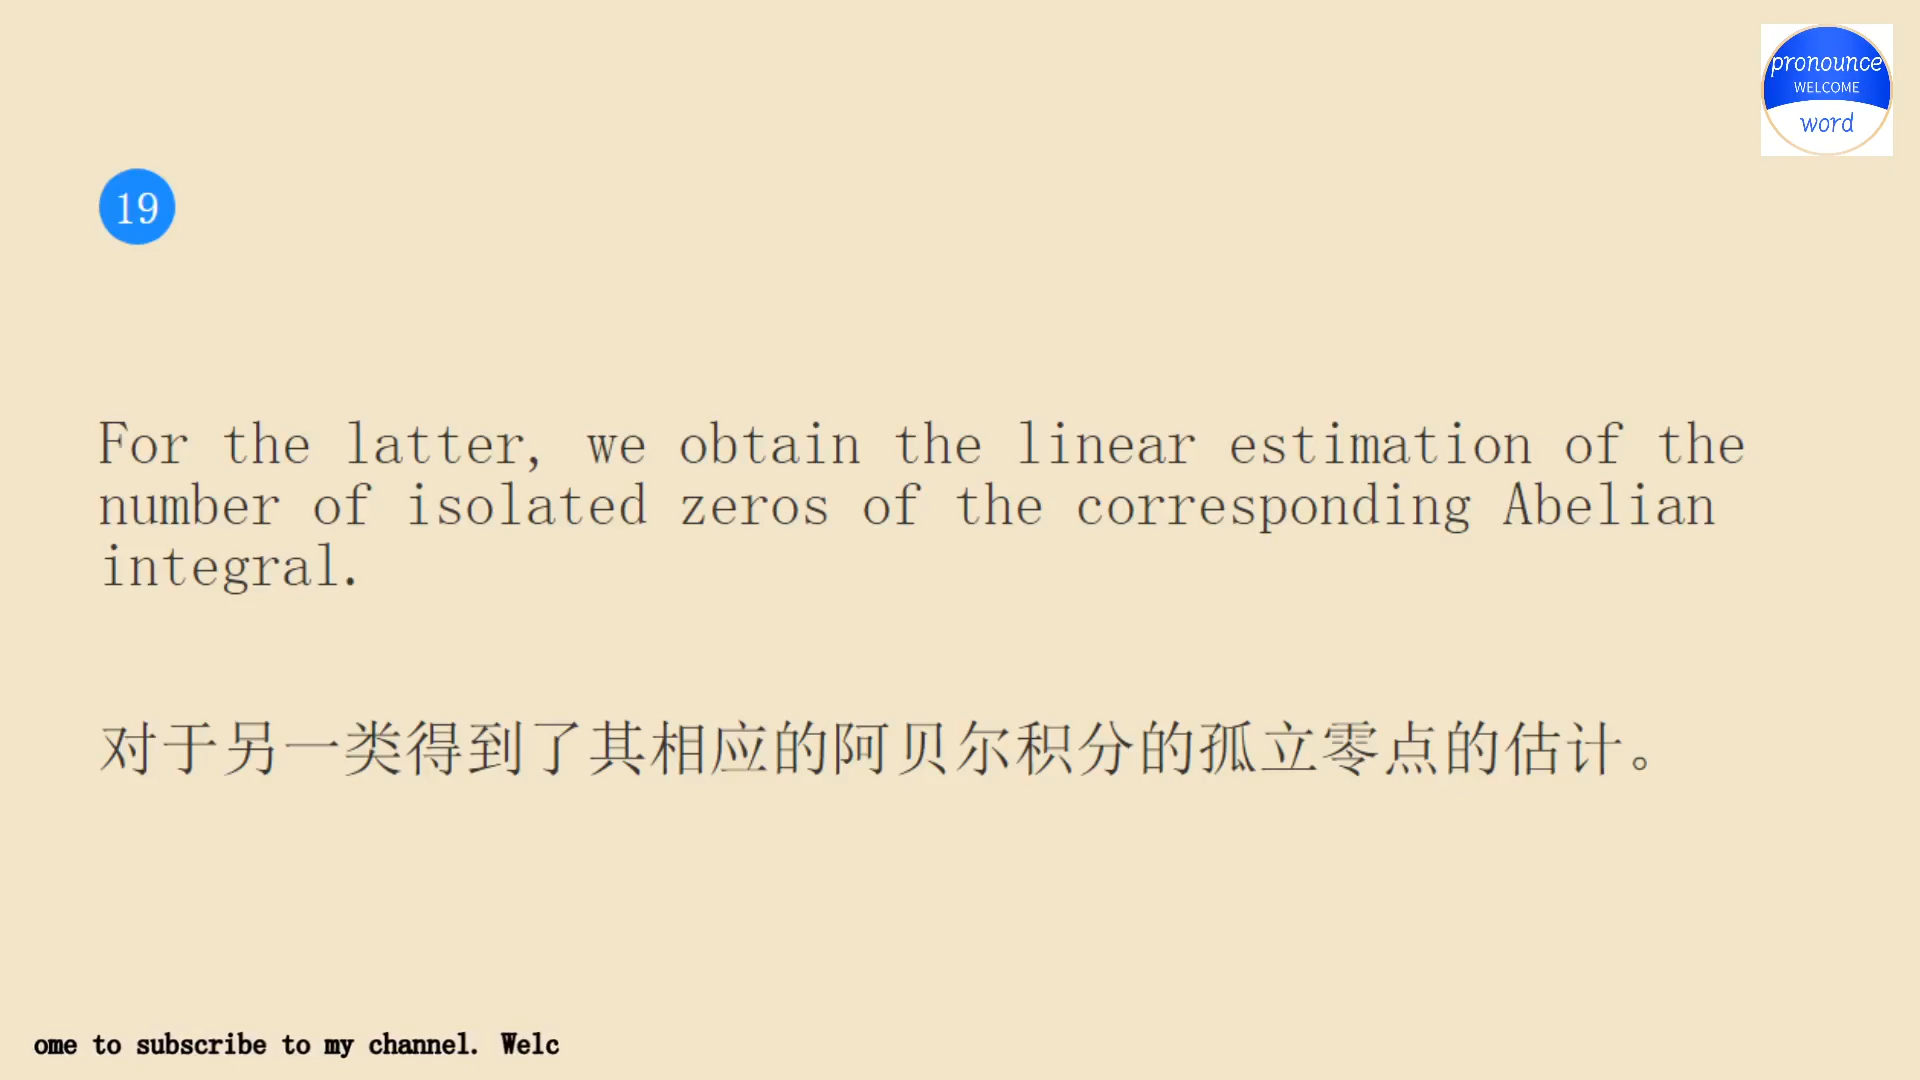 pronounce
WELCOME
word
19
For the latter, we obtain the linear estimation of the
number of isolated zeros of the corresponding Abelian
integral.
对于另一类得到了其相应的阿贝尔积分的孤立零点的估计。
ome to subscribe to my channel. Welc